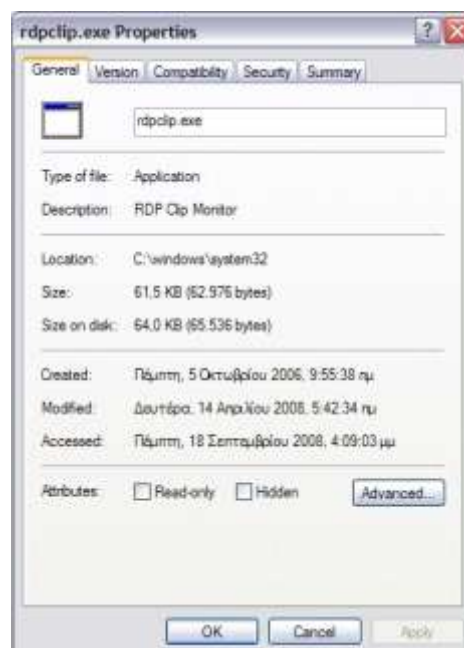 rdpclip.exe Properties
General Version Compatibility Security Summary
rdpclip.exe
Type of file: Application
Description: RDP Clip Monitor
Location: C:\windows\system32
Size: 61,5 KB (62.976 bytes)
Size on disk: 64,0 KB (65.536 bytes)
Created: Πέμπτη, 5 Οκτωβρίου 2006, 9:55:38 πμ
Modified: Δευτέρα, 14 Απριλίου 2008, 5:42:34 πμ
Accessed: Πέμπτη, 18 Σεπτεμβρίου 2008, 4:09:03 μμ
Attributes: Read-only Hidden Advanced...
OK Cancel Apply